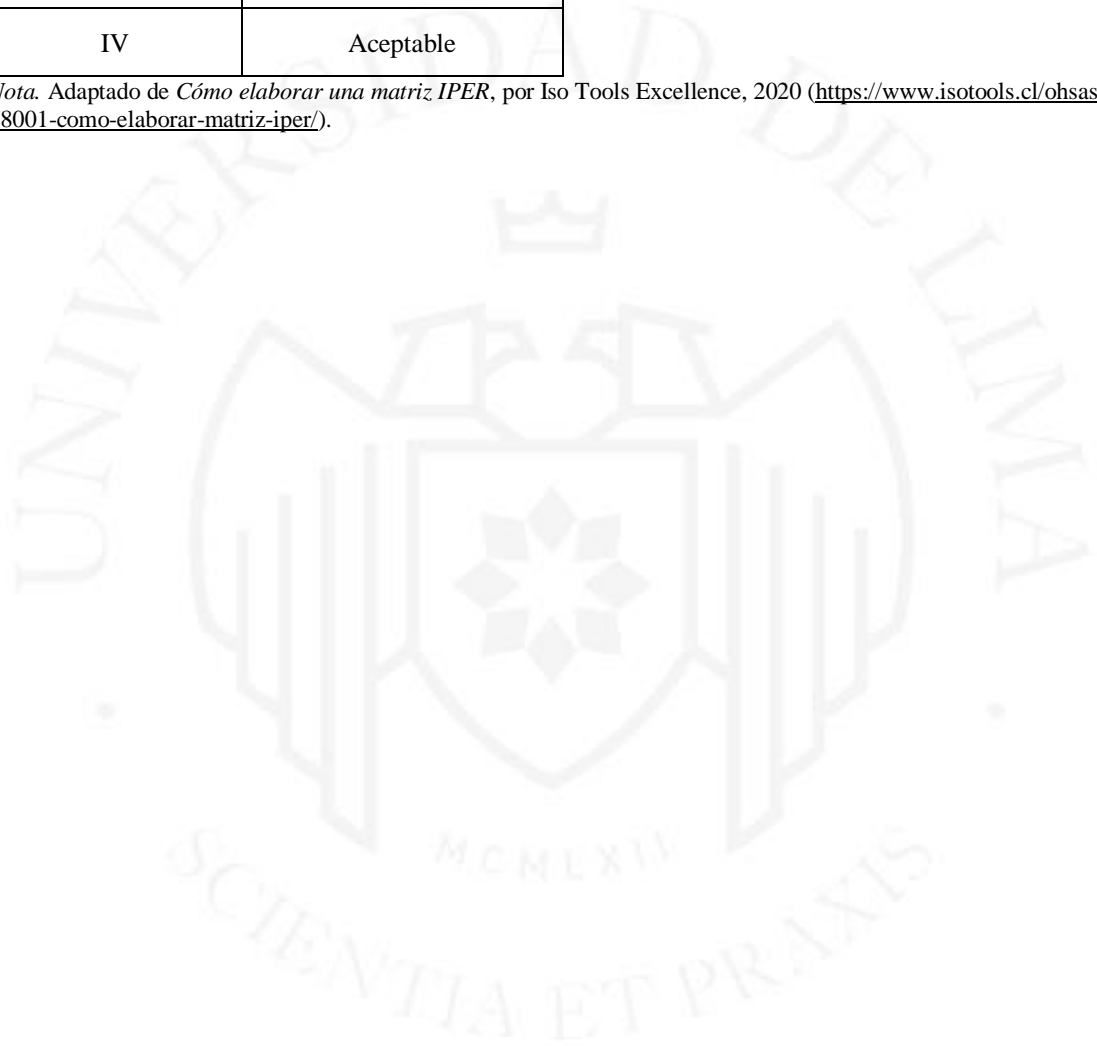 IV Aceptable
Nota. Adaptado de Cómo elaborar una matriz IPER, por Iso Tools Excellence, 2020 (https://www.isotools.cl/ohsas
8001-como-elaborar-matriz-iper/).
UNIVERSIDAD DE LIMA
MCMLXII
SCIENTIA ET PRAXIS